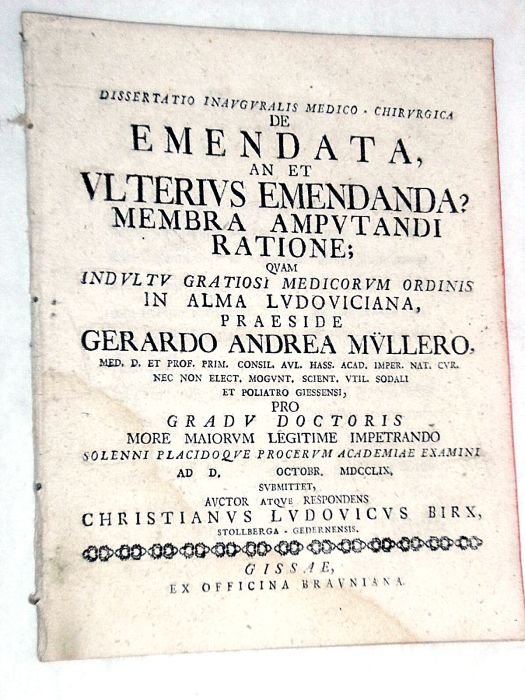 DISSERTATIO INAVGVRALIS MEDICO - CHIRVRGICA
DE
EMENDATA,
AN ET
VLTERIVS EMENDANDA?
MEMBRA AMPVTANDI
RATIONE;
QVAM
INDVLTV GRATIOSI MEDICORVM ORDINIS
IN ALMA LVDOVICIANA,
PRAESIDE
GERARDO ANDREA MÜLLERO,
MED. D. ET PROF. PRIM. CONSIL. AVL. HASS. ACAD. IMPER. NAT. CVR.
NEC NON ELECT. MOGVNT. SCIENT. VTIL. SODALI
ET POLIATRO GIESSENSI,
PRO
GRADV DOCTORIS
MORE MAIORVM LEGITIME IMPETRANDO
SOLENNI PLACIDOQVE PROCERVM ACADEMIAE EXAMINI
AD D. OCTOBR. MDCCLIX.
SVBMITTET,
AVCTOR ATQVE RESPONDENS
CHRISTIANVS LVDOVICVS BIRX,
STOLLBERGA - GEDERNENSIS.
GISSAE,
EX OFFICINA BRAVNIANA.